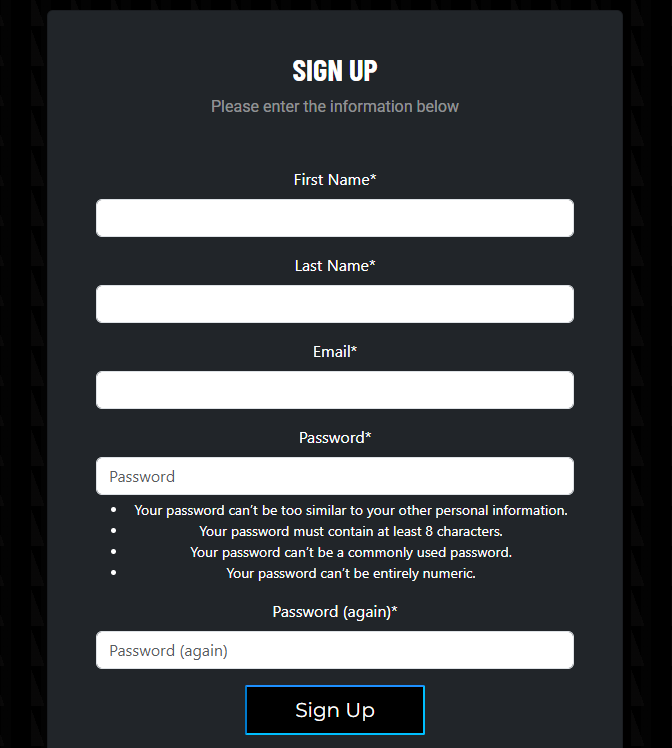 SIGN UP
Please enter the information below
First Name*
Last Name*
Email*
Password*
Password
• Your password can’t be too similar to your other personal information.
• Your password must contain at least 8 characters.
• Your password can’t be a commonly used password.
• Your password can’t be entirely numeric.
Password (again)*
Password (again)
Sign Up